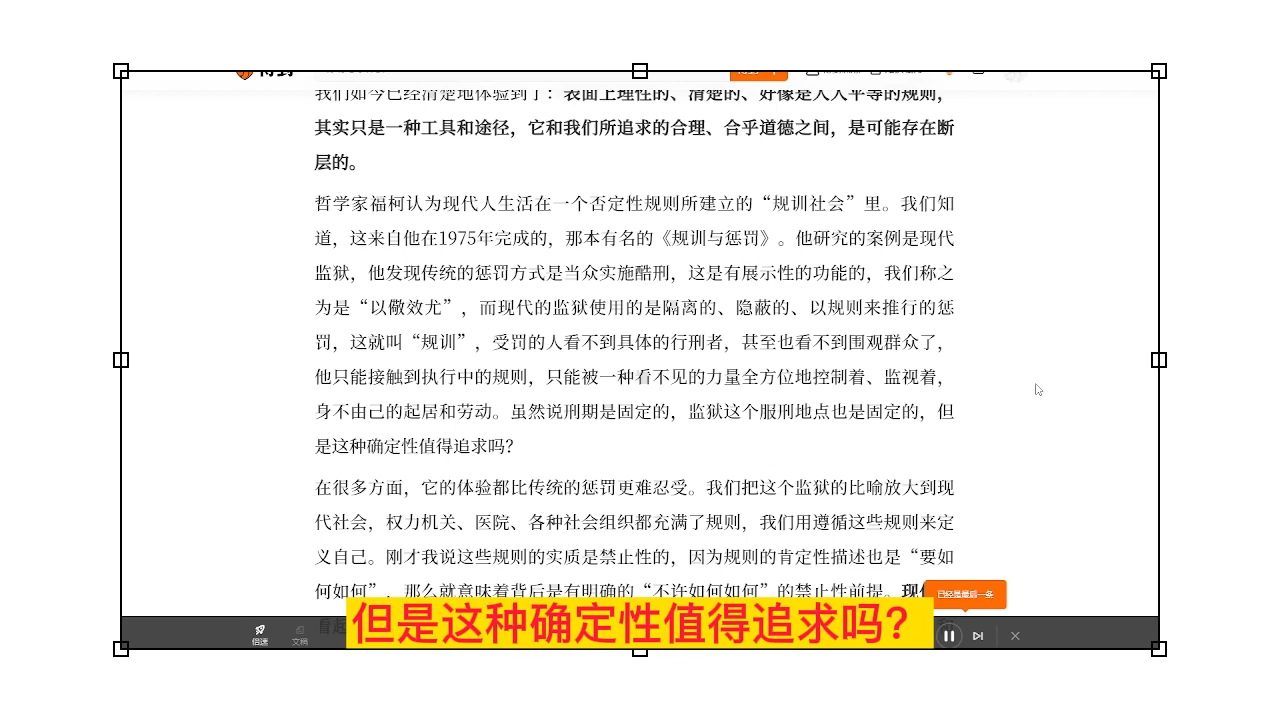 得到
我们如今已经清楚地体验到了：表面上理性的、清楚的、好像是人人平等的规则，
其实只是一种工具和途径，它和我们所追求的合理、合乎道德之间，是可能存在断
层的。
哲学家福柯认为现代人生活在一个否定性规则所建立的“规训社会”里。我们知
道，这来自他在1975年完成的，那本有名的《规训与惩罚》。他研究的案例是现代
监狱，他发现传统的惩罚方式是当众实施酷刑，这是有展示性的功能的，我们称之
为是“以儆效尤”，而现代的监狱使用的是隔离的、隐蔽的、以规则来推行的惩
罚，这就叫“规训”，受罚的人看不到具体的行刑者，甚至也看不到围观群众了，
他只能接触到执行中的规则，只能被一种看不见的力量全方位地控制着、监视着，
身不由己的起居和劳动。虽然说刑期是固定的，监狱这个服刑地点也是固定的，但
是这种确定性值得追求吗？
在很多方面，它的体验都比传统的惩罚更难忍受。我们把这个监狱的比喻放大到现
代社会，权力机关、医院、各种社会组织都充满了规则，我们用遵循这些规则来定
义自己。刚才我说这些规则的实质是禁止性的，因为规则的肯定性描述也是“要如
何如何”，那么就意味着背后是有明确的“不许如何如何”的禁止性前提。现
已经是最后一条
倍速
文稿
但是这种确定性值得追求吗？